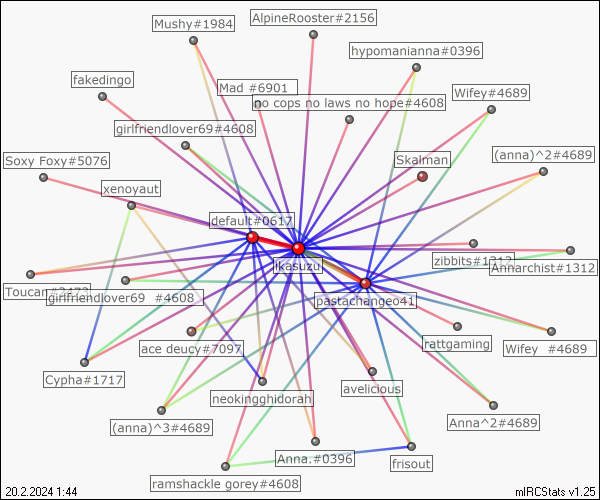 AlpineRooster#2156
Mushy#1984
hypomanianna#0396
fakedingo
Mad #6901
no cops no laws no hope#4608
Wifey#4689
girlfriendlover69#4608
Soxy Foxy#5076
Skalman
(anna)^2#4689
xenoyaut
default#0617
ikasuzu
zibbits#1312
Annarchist#1312
girlfriendlover69 #4608
pastachangeo41
ace deucy#7097
rattgaming
Wifey #4689
Cypha#1717
neokingghidorah
avelicious
(anna)^3#4689
Anna^2#4689
Anna.#0396
frisout
ramshackle gorey#4608
20.2.2024 1:44
mIRCStats v1.25